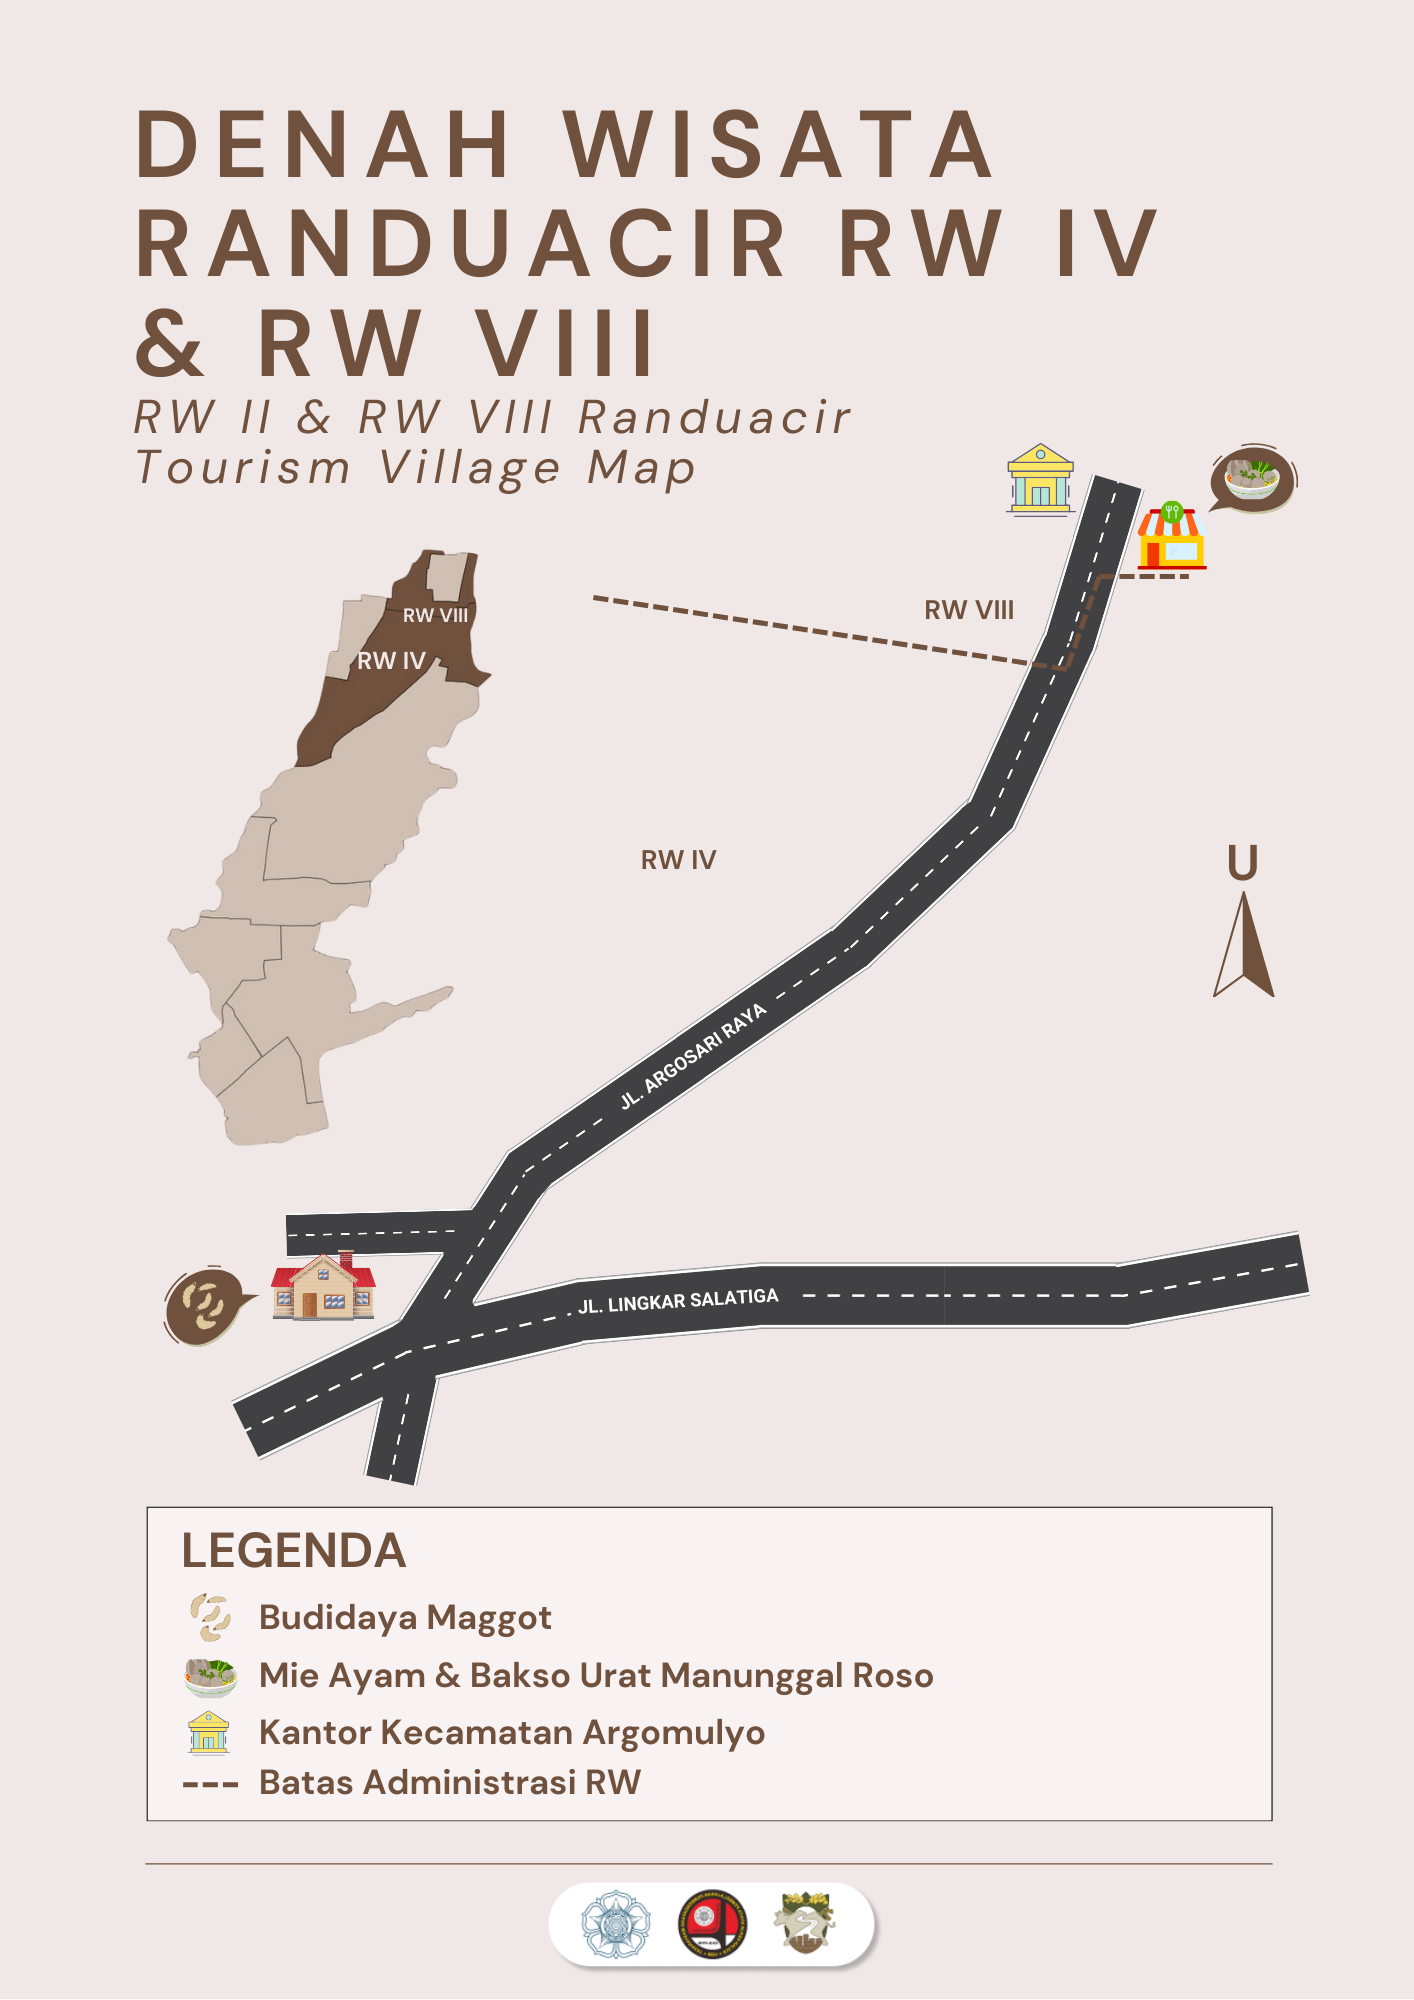 DENAH WISATA
RANDUACIR RW IV
& RW VIII
RW II & RW VIII Randuacir
Tourism Village Map
RW VIII
RW IV
RW VIII
RW IV
U
JL. ARGOSARI RAYA
JL. LINGKAR SALATIGA
LEGENDA
Budidaya Maggot
Mie Ayam & Bakso Urat Manunggal Roso
Kantor Kecamatan Argomulyo
Batas Administrasi RW